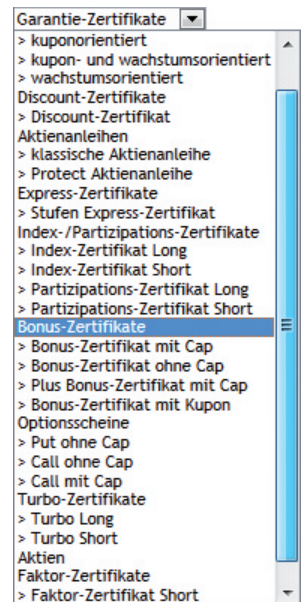 Garantie-Zertifikate
> kuponorientiert
> kupon- und wachstumsorientiert
> wachstumsorientiert
Discount-Zertifikate
> Discount-Zertifikat
Aktienanleihen
> klassische Aktienanleihe
> Protect Aktienanleihe
Express-Zertifikate
> Stufen Express-Zertifikat
Index-/Partizipations-Zertifikate
> Index-Zertifikat Long
> Index-Zertifikat Short
> Partizipations-Zertifikat Long
> Partizipations-Zertifikat Short
Bonus-Zertifikate
> Bonus-Zertifikat mit Cap
> Bonus-Zertifikat ohne Cap
> Plus Bonus-Zertifikat mit Cap
> Bonus-Zertifikat mit Kupon
Optionsscheine
> Put ohne Cap
> Call ohne Cap
> Call mit Cap
Turbo-Zertifikate
> Turbo Long
> Turbo Short
Aktien
Faktor-Zertifikate
> Faktor-Zertifikat Short